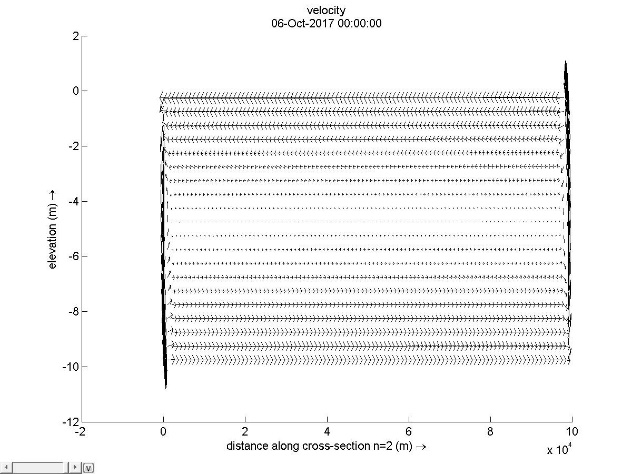 velocity
06-Oct-2017 00:00:00
2
0
-2
-4
-6
-8
-10
-12
elevation (m) →
-2
0
2
4
6
8
10
x 10⁴
distance along cross-section n=2 (m) →
v